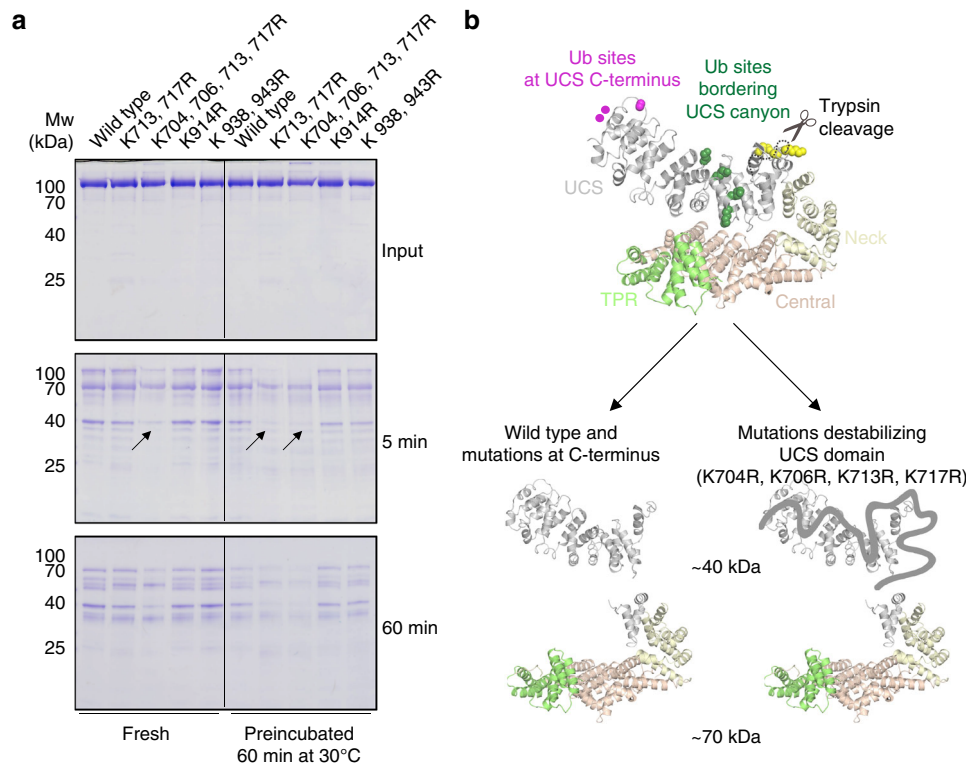 a
Mw
(kDa)
Wild type
K713, 717R
K704, 706, 713, 717R
K914R
K 938, 943R
Wild type
K713, 717R
K704, 706, 713, 717R
K914R
K 938, 943R
100
70
40
25
Input
100
70
40
25
5 min
100
70
40
25
60 min
Fresh
Preincubated
60 min at 30°C
b
Ub sites
at UCS C-terminus
Ub sites
bordering
UCS canyon
Trypsin
cleavage
UCS
Neck
TPR
Central
Wild type and
mutations at C-terminus
Mutations destabilizing
UCS domain
(K704R, K706R, K713R, K717R)
~40 kDa
~70 kDa